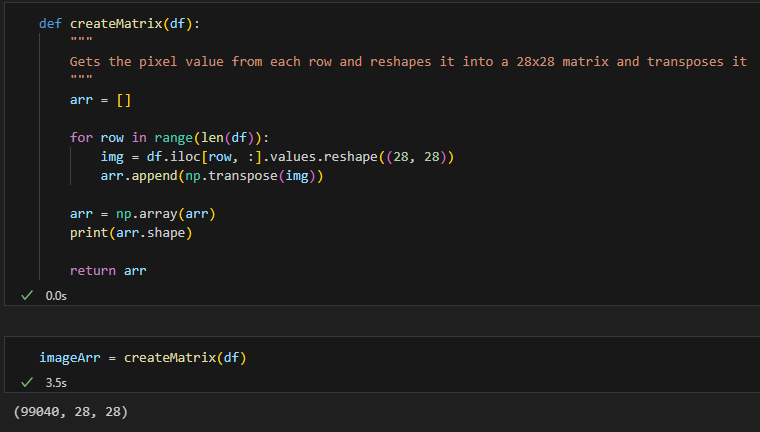 def createMatrix(df):
"""
Gets the pixel value from each row and reshapes it into a 28x28 matrix and transposes it
"""
arr = []
for row in range(len(df)):
img = df.iloc[row, :].values.reshape((28, 28))
arr.append(np.transpose(img))
arr = np.array(arr)
print(arr.shape)
return arr
0.0s
imageArr = createMatrix(df)
3.5s
(99040, 28, 28)